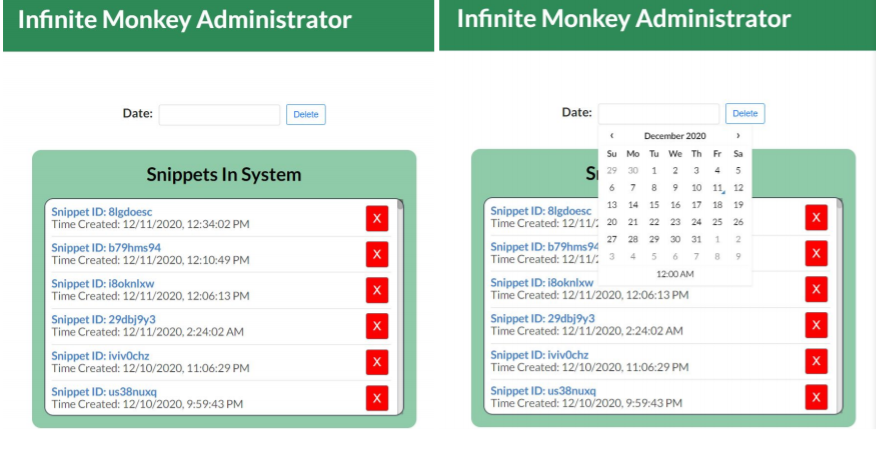 Infinite Monkey Administrator
Date:
Delete
Snippets In System
Snippet ID: 8lgdoesc
Time Created: 12/11/2020, 12:34:02 PM
X
Snippet ID: b79hms94
Time Created: 12/11/2020, 12:10:49 PM
X
Snippet ID: i8oknlxw
Time Created: 12/11/2020, 12:06:13 PM
X
Snippet ID: 29dbj9y3
Time Created: 12/11/2020, 2:24:02 AM
X
Snippet ID: iviv0chz
Time Created: 12/10/2020, 11:06:29 PM
X
Snippet ID: us38nuxq
Time Created: 12/10/2020, 9:59:43 PM
X
Infinite Monkey Administrator
Date:
Delete
‹ December 2020 ›
Su Mo Tu We Th Fr Sa
29 30 1 2 3 4 5
6 7 8 9 10 11 12
13 14 15 16 17 18 19
20 21 22 23 24 25 26
27 28 29 30 31 1 2
3 4 5 6 7 8 9
12:00 AM
S
Snippet ID: 8lgdoesc
Time Created: 12/11/2
X
Snippet ID: b79hms94
Time Created: 12/11/2
X
Snippet ID: i8oknlxw
Time Created: 12/11/2020, 12:06:13 PM
X
Snippet ID: 29dbj9y3
Time Created: 12/11/2020, 2:24:02 AM
X
Snippet ID: iviv0chz
Time Created: 12/10/2020, 11:06:29 PM
X
Snippet ID: us38nuxq
Time Created: 12/10/2020, 9:59:43 PM
X